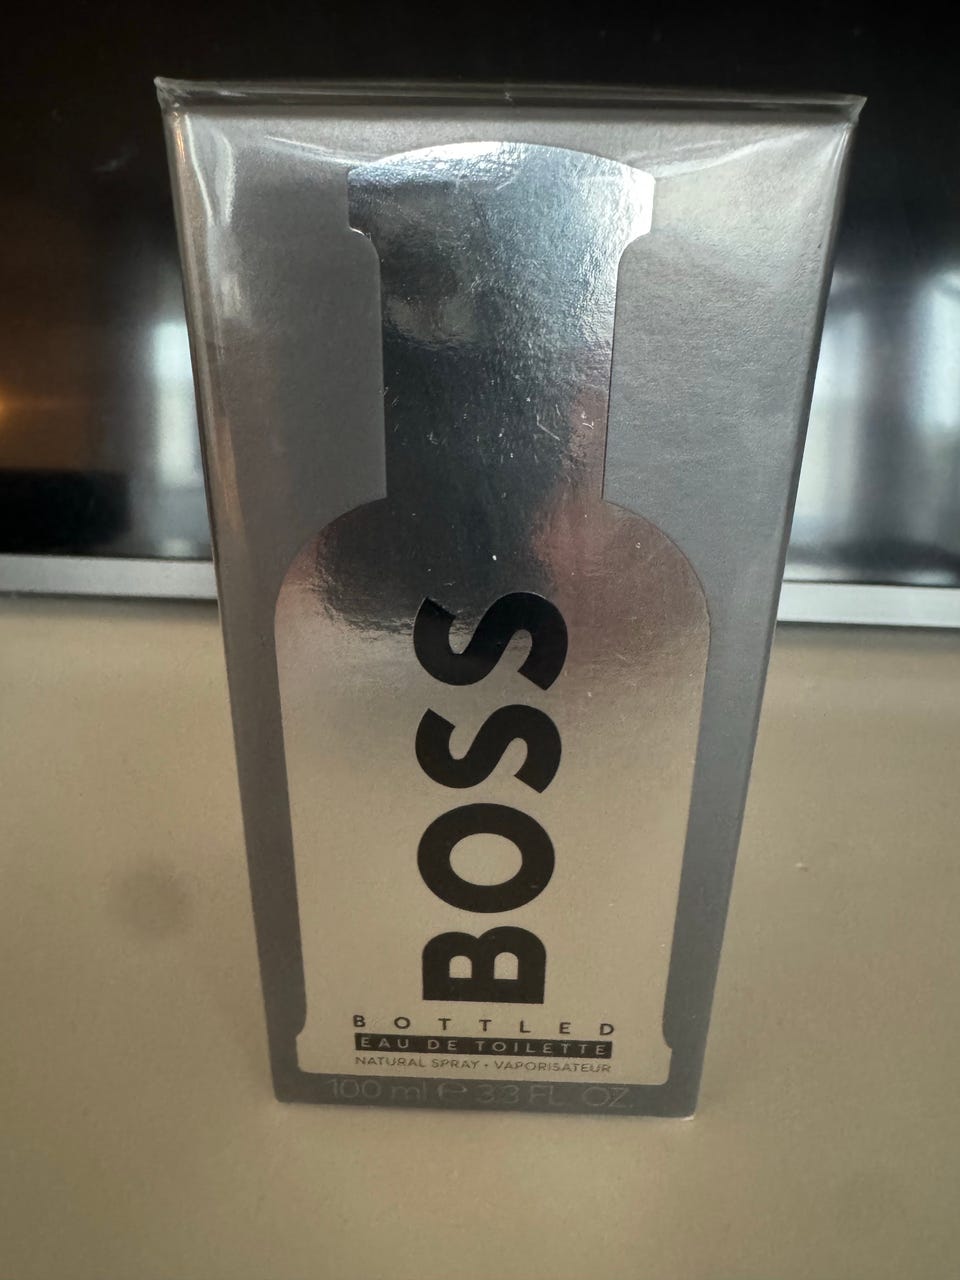 BOSS
BOTTLED
EAU DE TOILETTE
NATURAL SPRAY • VAPORISATEUR
100 ml ℮ 3.3 FL. OZ.